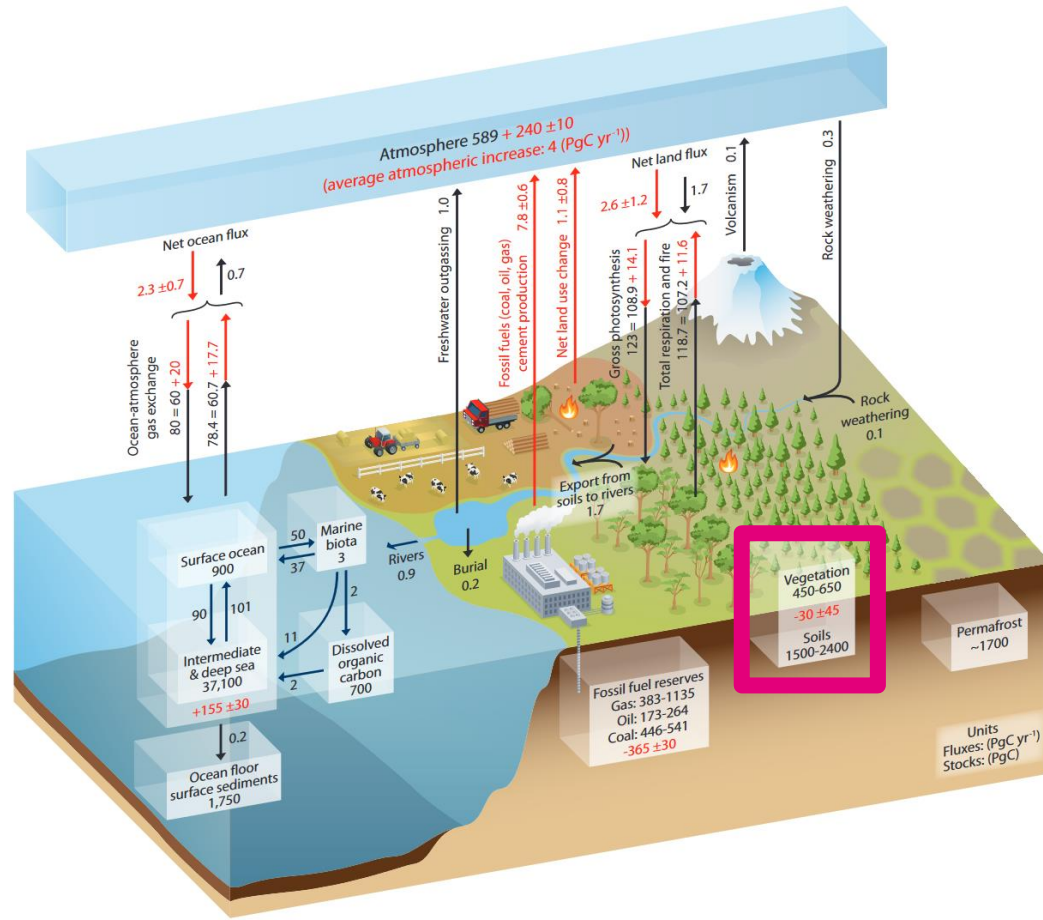 Atmosphere 589 + 240 ±10
(average atmospheric increase: 4 (PgC yr⁻¹))
Net ocean flux
2.3 ±0.7
0.7
Ocean-atmosphere
gas exchange
80 = 60 + 20
78.4 = 60.7 + 17.7
Freshwater outgassing 1.0
Fossil fuels (coal, oil, gas)
cement production 7.8 ±0.6
Net land use change 1.1 ±0.8
Net land flux
2.6 ±1.2
1.7
Gross photosynthesis
123 = 108.9 + 14.1
Total respiration and fire
118.7 = 107.2 + 11.6
Volcanism 0.1
Rock weathering 0.3
Rock
weathering
0.1
Export from
soils to rivers
1.7
Rivers
0.9
Burial
0.2
Surface ocean
900
50
37
Marine
biota
3
90
101
2
11
Intermediate
& deep sea
37,100
+155 ±30
2
Dissolved
organic
carbon
700
0.2
Ocean floor
surface sediments
1,750
Fossil fuel reserves
Gas: 383-1135
Oil: 173-264
Coal: 446-541
-365 ±30
Vegetation
450-650
-30 ±45
Soils
1500-2400
Permafrost
~1700
Units
Fluxes: (PgC yr⁻¹)
Stocks: (PgC)